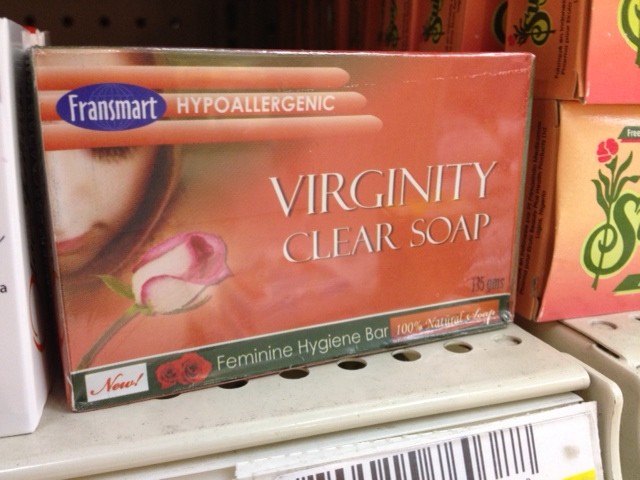 Fransmart HYPOALLERGENIC
VIRGINITY
CLEAR SOAP
Feminine Hygiene Bar 100% Natural Soap
New!